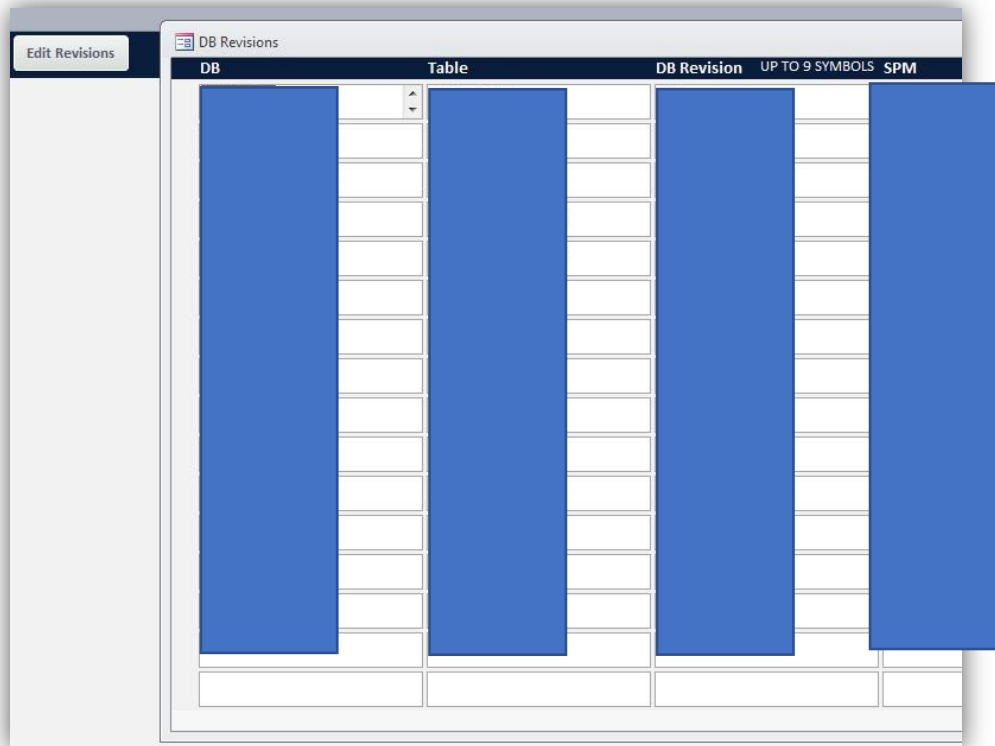 Edit Revisions
DB Revisions
DB Table DB Revision UP TO 9 SYMBOLS SPM